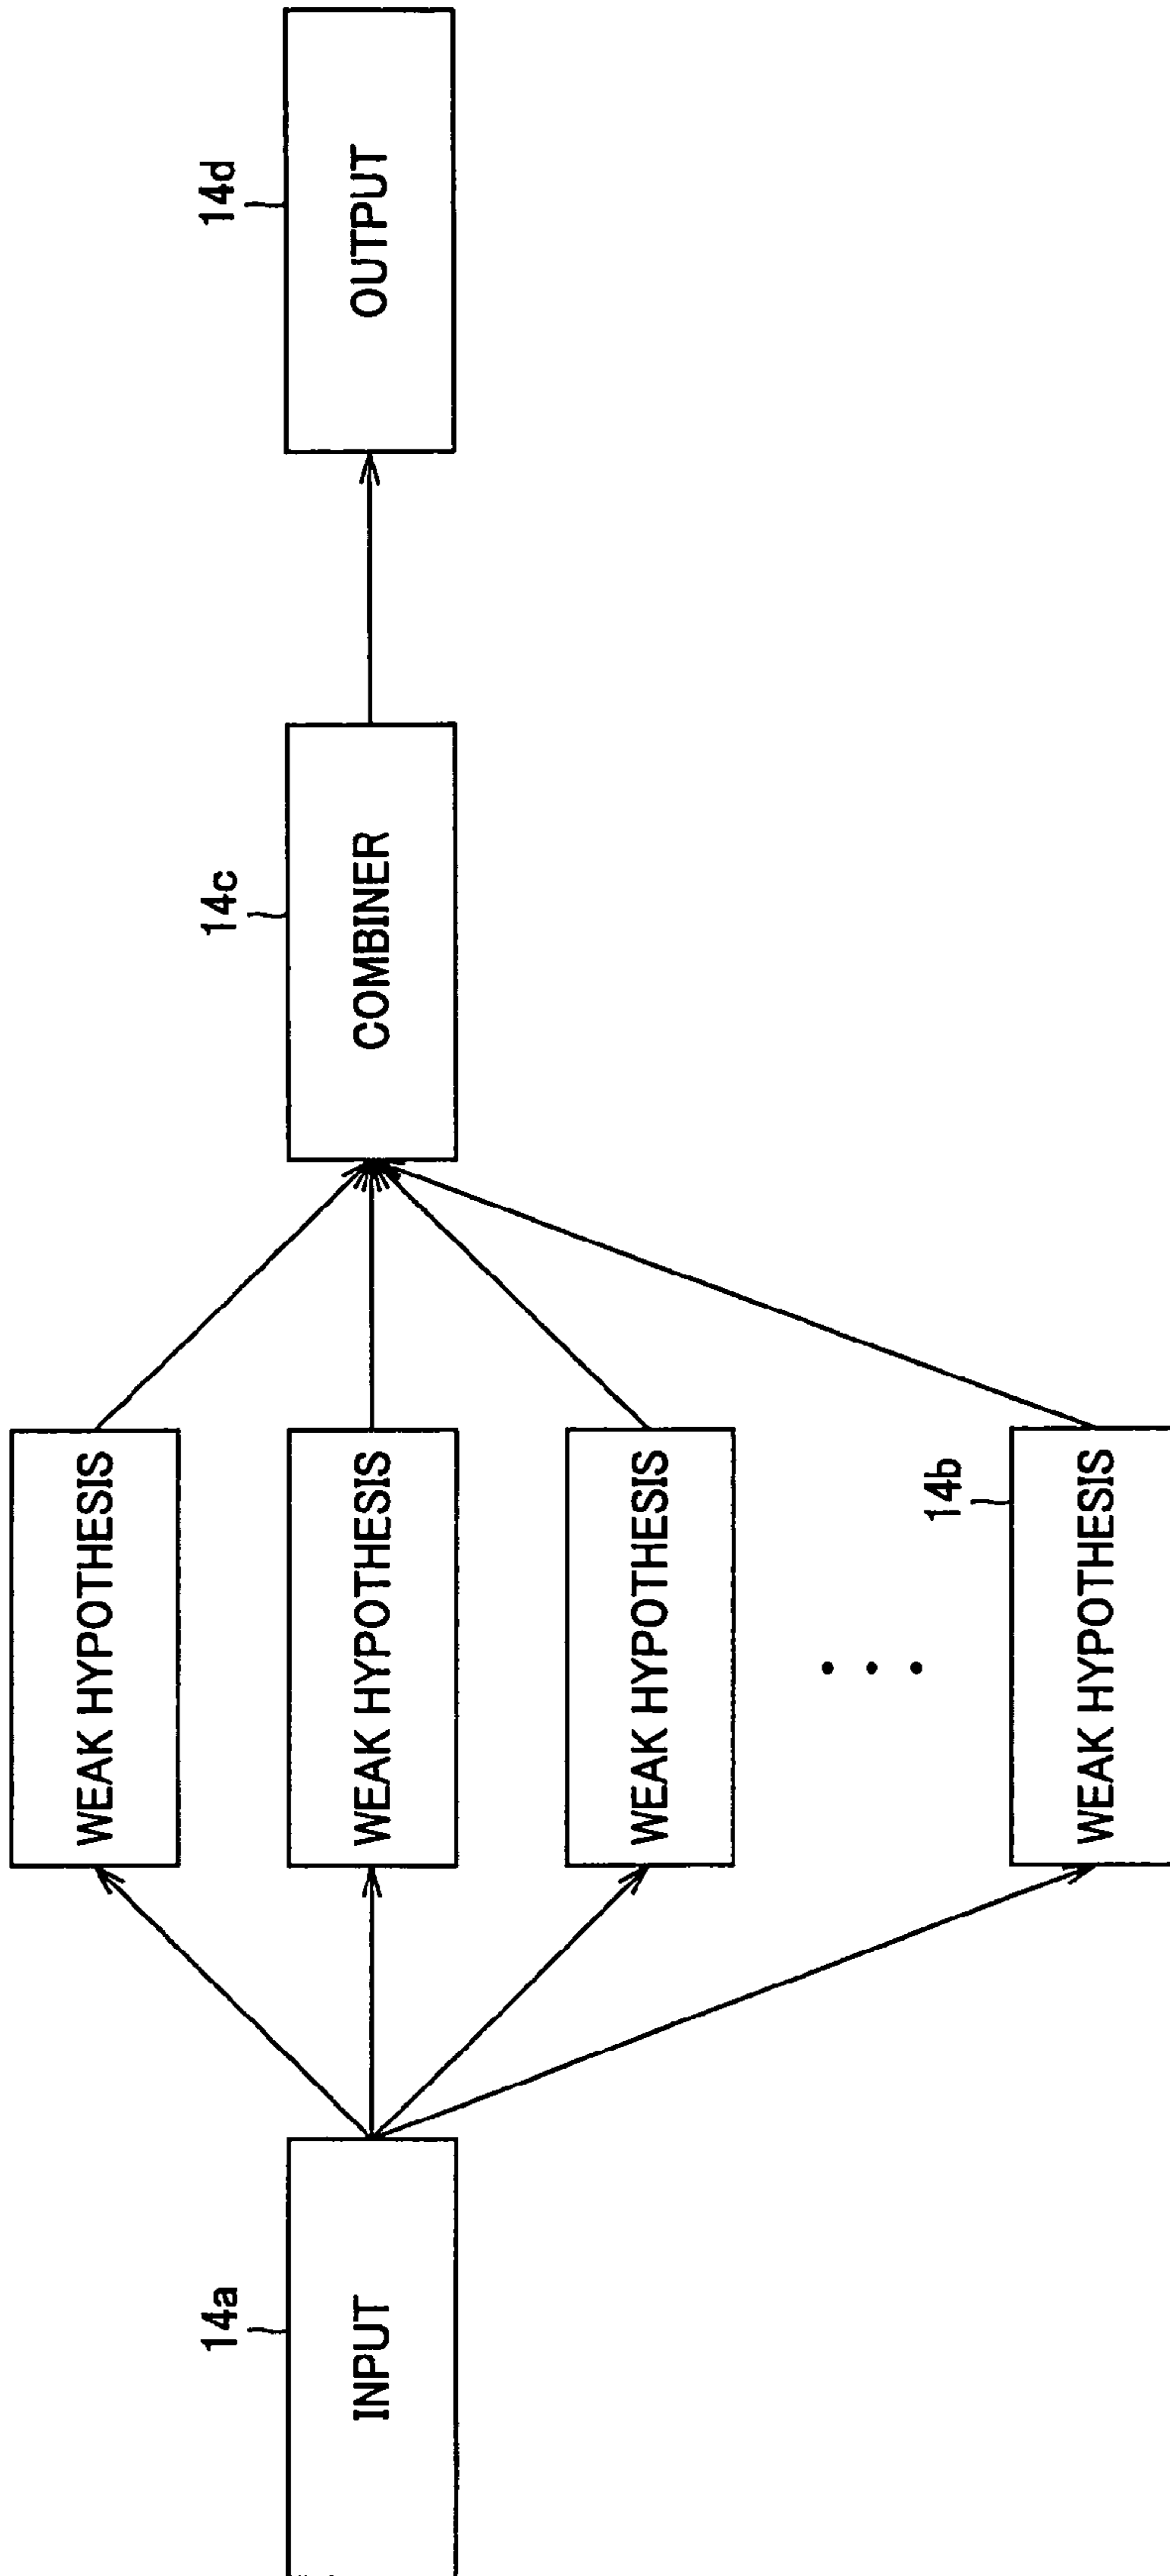 14a
INPUT
WEAK HYPOTHESIS
WEAK HYPOTHESIS
WEAK HYPOTHESIS
• • •
14b
WEAK HYPOTHESIS
14c
COMBINER
14d
OUTPUT